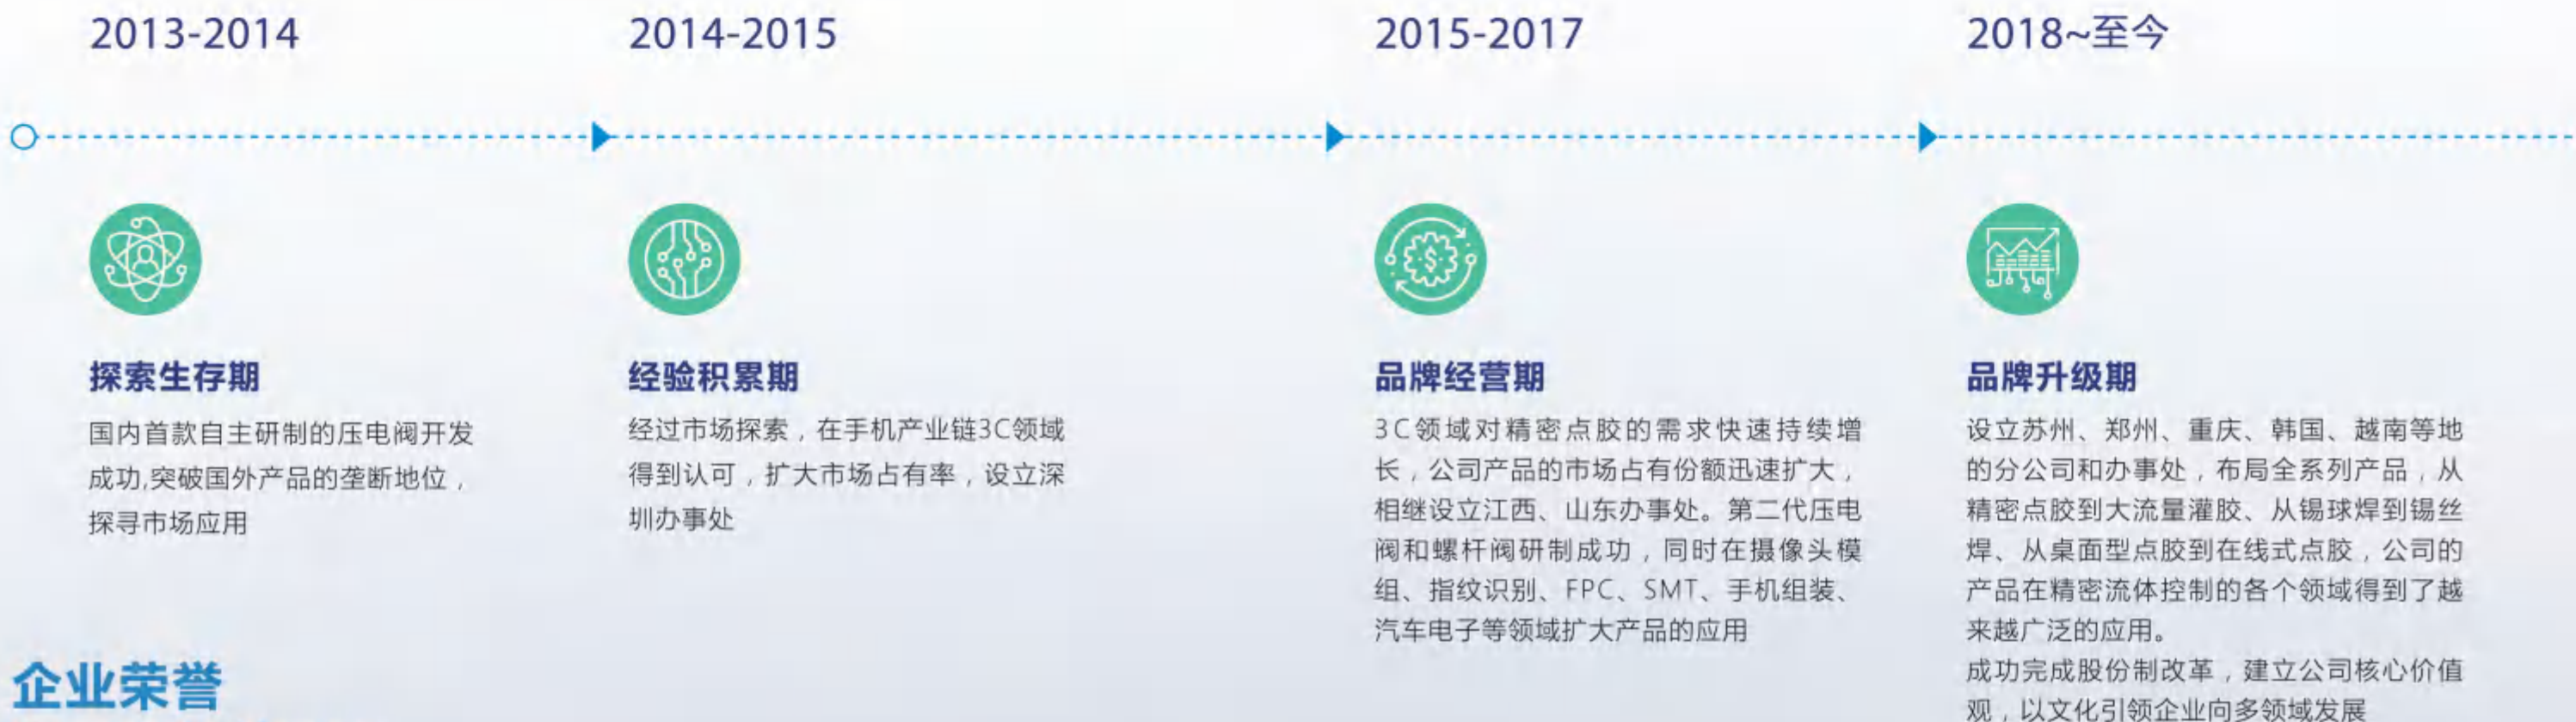 2013-2014
探索生存期
国内首款自主研制的压电阀开发
成功,突破国外产品的垄断地位，
探寻市场应用
2014-2015
经验积累期
经过市场探索，在手机产业链3C领域
得到认可，扩大市场占有率，设立深
圳办事处
2015-2017
品牌经营期
3C领域对精密点胶的需求快速持续增
长，公司产品的市场占有份额迅速扩大，
相继设立江西、山东办事处。第二代压电
阀和螺杆阀研制成功，同时在摄像头模
组、指纹识别、FPC、SMT、手机组装、
汽车电子等领域扩大产品的应用
2018~至今
品牌升级期
设立苏州、郑州、重庆、韩国、越南等地
的分公司和办事处，布局全系列产品，从
精密点胶到大流量灌胶、从锡球焊到锡丝
焊、从桌面型点胶到在线式点胶，公司的
产品在精密流体控制的各个领域得到了越
来越广泛的应用。
成功完成股份制改革，建立公司核心价值
观，以文化引领企业向多领域发展
企业荣誉